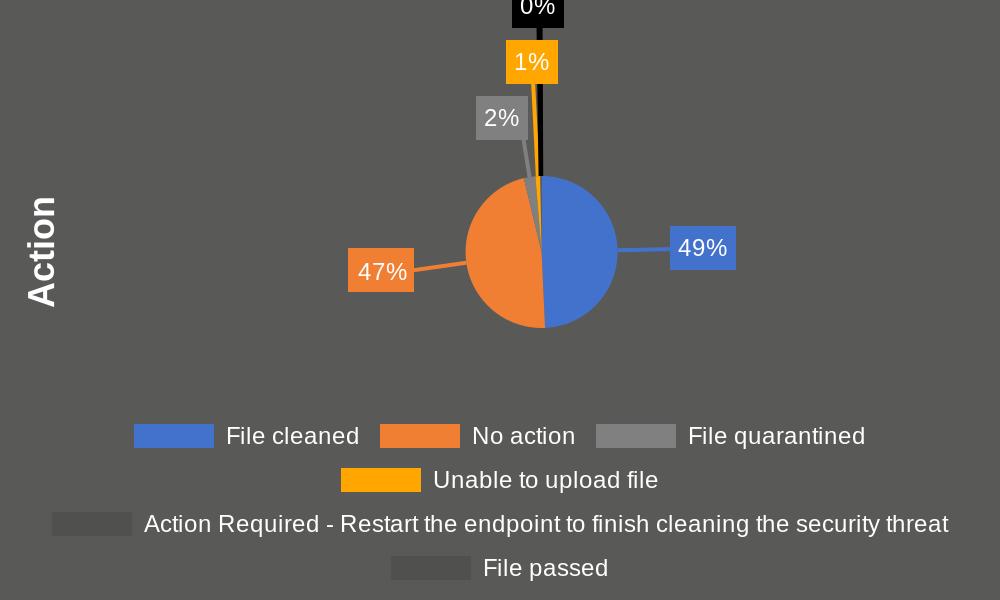 0%
1%
2%
Action
49%
47%
File cleaned
No action
File quarantined
Unable to upload file
Action Required - Restart the endpoint to finish cleaning the security threat
File passed